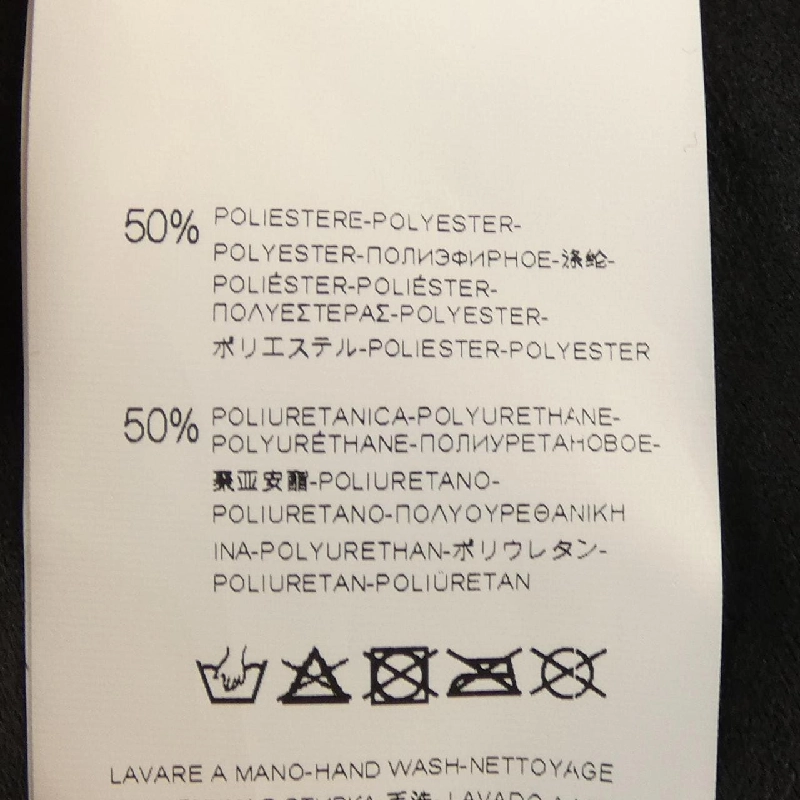 50% POLIESTERE-POLYESTER-
POLYESTER-ПОЛИЭФИРНОЕ-涤纶-
POLIÉSTER-POLIÉSTER-
ΠΟΛΥΕΣΤΕΡΑΣ-POLYESTER-
ポリエステル-POLIESTER-POLYESTER
50% POLIURETANICA-POLYURETHANE-
POLYURÉTHANE-ПОЛИУРЕТАНОВОЕ-
聚亚安酯-POLIURETANO-
POLIURETANO-ΠΟΛΥΟΥΡΕΘΑΝΙΚΗ
ΙΝΑ-POLYURETHAN-ポリウレタン-
POLIURETAN-POLIÜRETAN
LAVARE A MANO-HAND WASH-NETTOYAGE